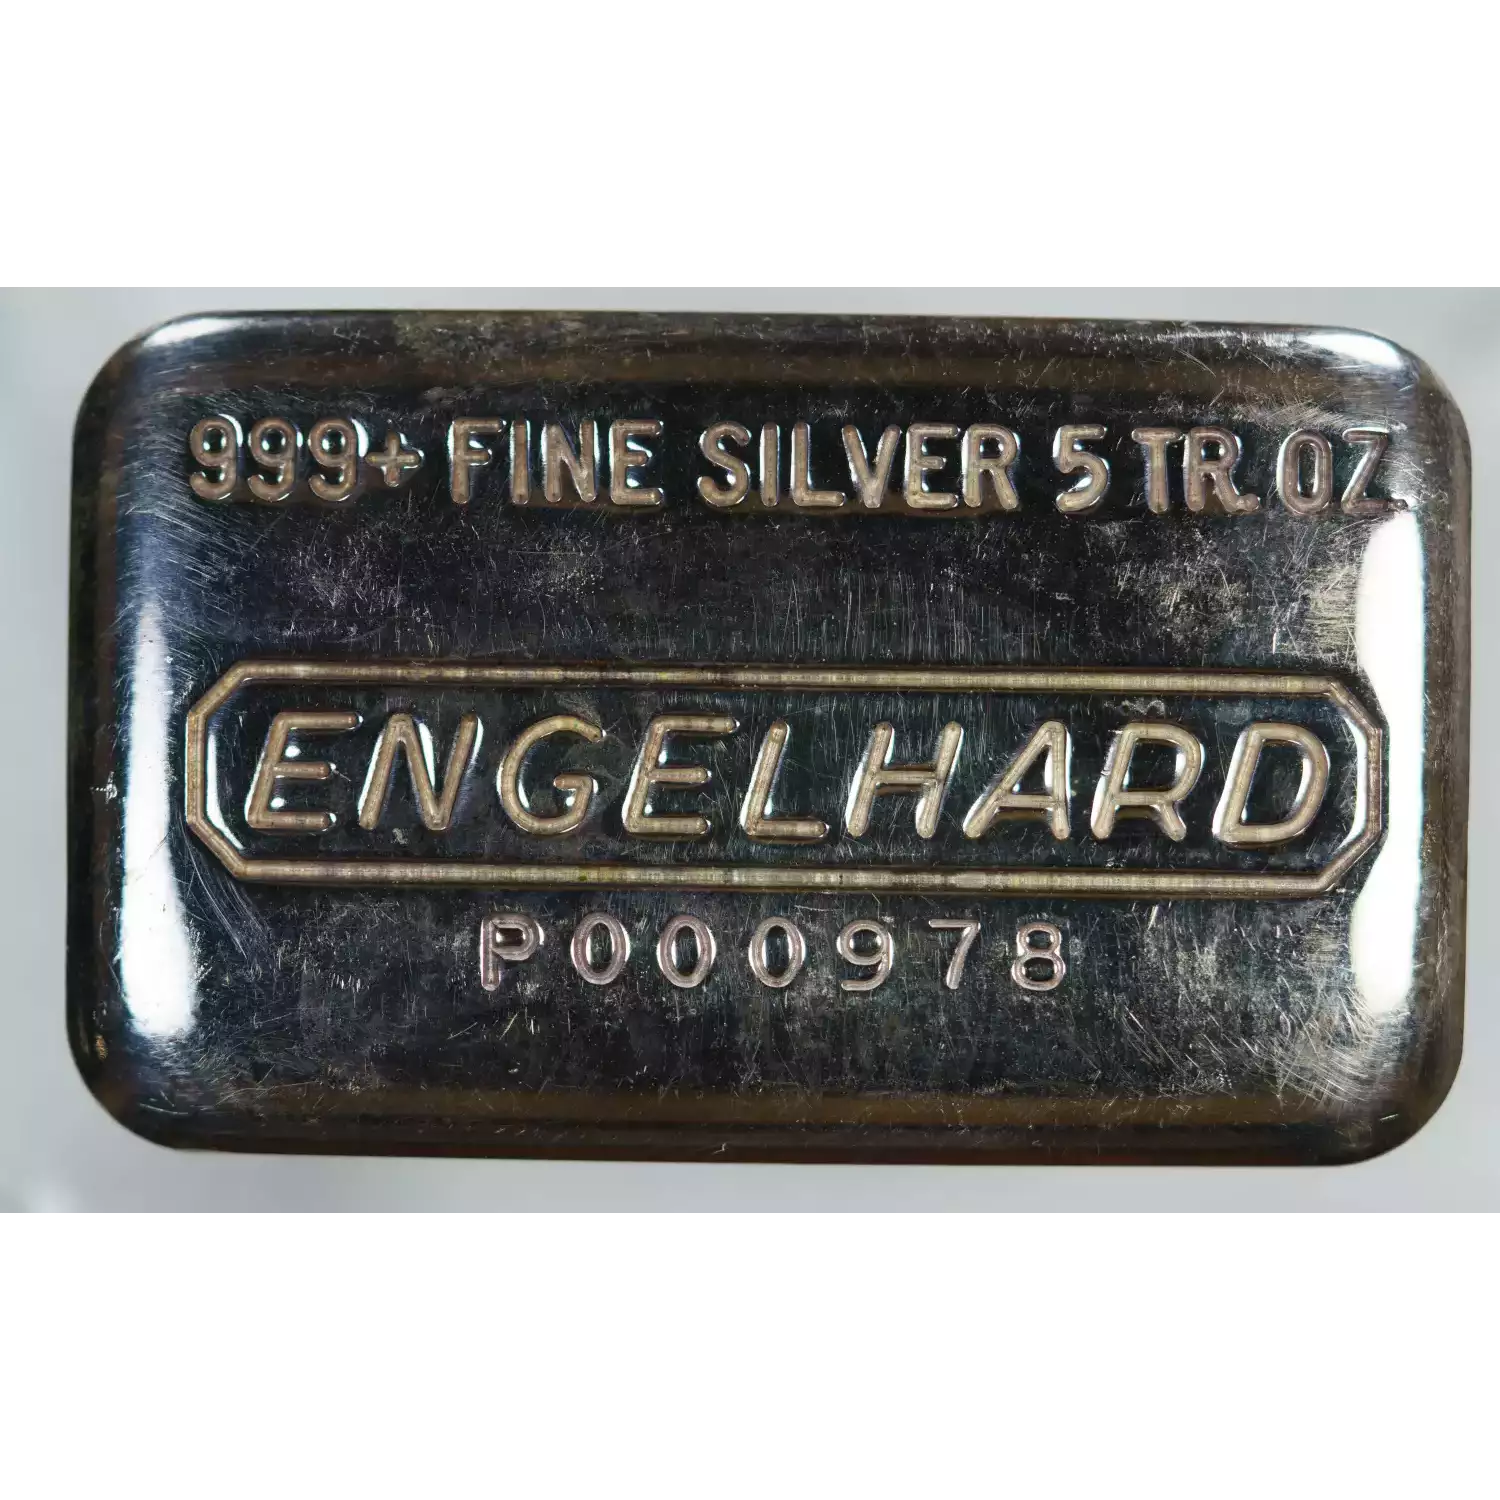 999+ FINE SILVER 5 TR. OZ.
ENGELHARD
P000978